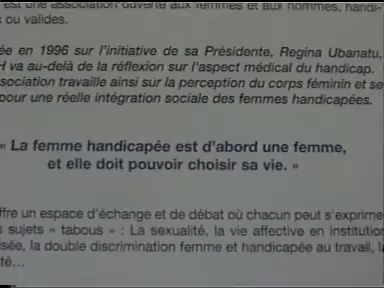 est une association ouverte aux femmes et aux hommes, handi-
s ou valides.
ée en 1996 sur l'initiative de sa Présidente, Regina Ubanatu,
H va au-delà de la réflexion sur l'aspect médical du handicap.
sociation travaille ainsi sur la perception du corps féminin et se
pour une réelle intégration sociale des femmes handicapées.
« La femme handicapée est d'abord une femme,
et elle doit pouvoir choisir sa vie. »
ffre un espace d'échange et de débat où chacun peut s'exprime
s sujets « tabous » : La sexualité, la vie affective en institution
sée, la double discrimination femme et handicapée au travail, la
té...